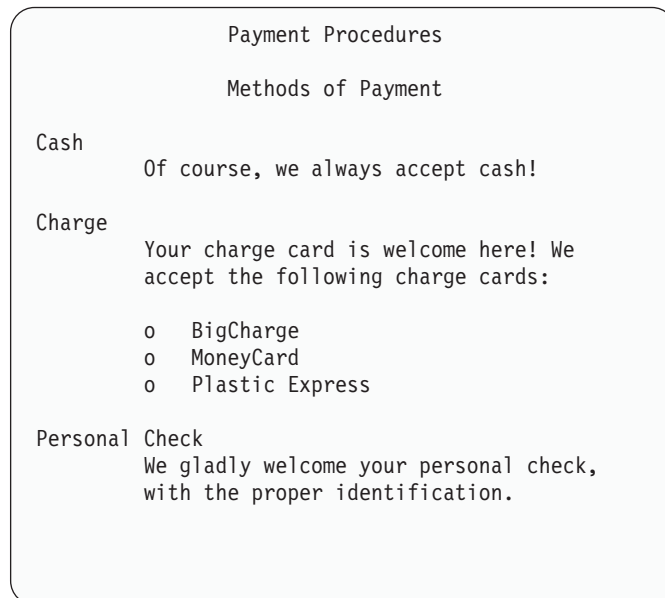 Payment Procedures
Methods of Payment
Cash
Of course, we always accept cash!
Charge
Your charge card is welcome here! We
accept the following charge cards:
o BigCharge
o MoneyCard
o Plastic Express
Personal Check
We gladly welcome your personal check,
with the proper identification.